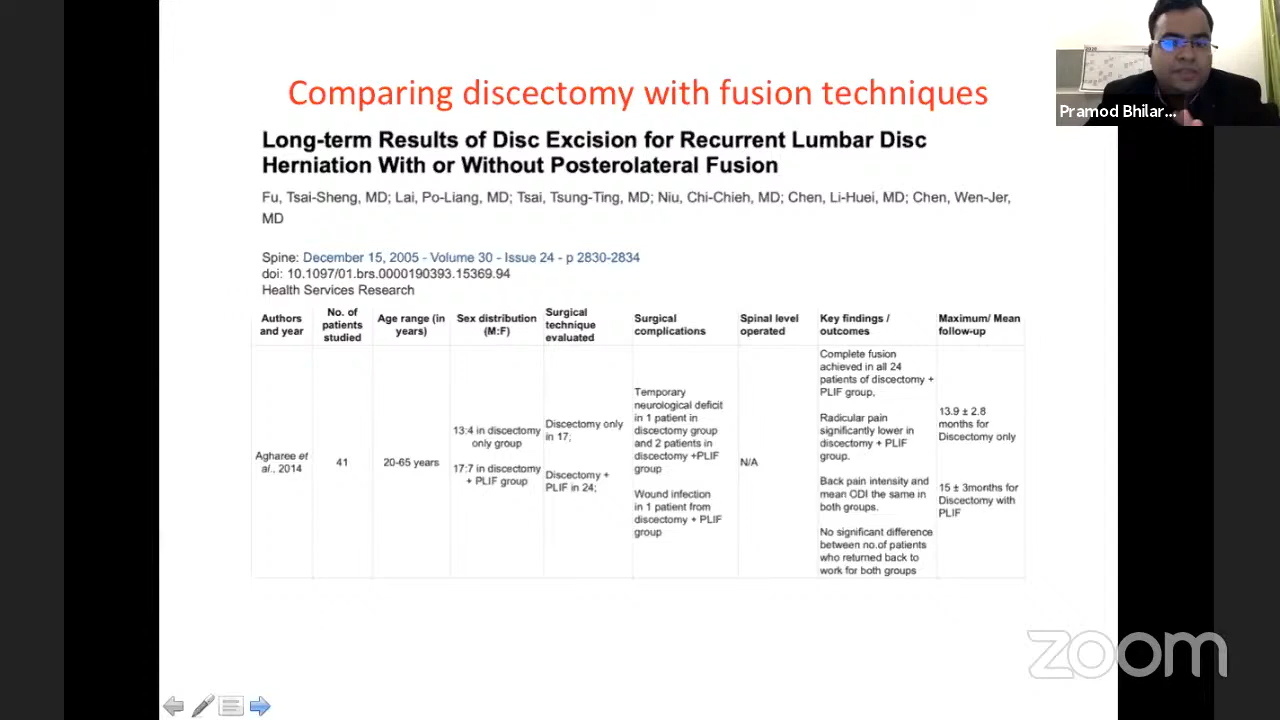 Comparing discectomy with fusion techniques
Long-term Results of Disc Excision for Recurrent Lumbar Disc
Herniation With or Without Posterolateral Fusion
Fu, Tsai-Sheng, MD; Lai, Po-Liang, MD; Tsai, Tsung-Ting, MD; Niu, Chi-Chieh, MD; Chen, Li-Huei, MD; Chen, Wen-Jer,
MD
Spine: December 15, 2005 - Volume 30 - Issue 24 - p 2830-2834
doi: 10.1097/01.brs.0000190393.15369.94
Health Services Research
Authors
and year
No. of
patients
studied
Age range (in
years)
Sex distribution
(M:F)
Surgical
technique
evaluated
Surgical
complications
Spinal level
operated
Key findings /
outcomes
Maximum/ Mean
follow-up
Agharee et
al., 2014
41
20-65 years
13:4 in discectomy
only group
17:7 in discectomy
+ PLIF group
Discectomy only
in 17;
Discectomy +
PLIF in 24;
Temporary
neurological deficit
in 1 patient in
discectomy group
and 2 patients in
discectomy +PLIF
group
Wound infection
in 1 patient from
discectomy + PLIF
group
N/A
Complete fusion
achieved in all 24
patients of discectomy +
PLIF group.
Radicular pain
significantly lower in
discectomy + PLIF
group.
Back pain intensity and
mean ODI the same in
both groups.
No significant difference
between no.of patients
who returned back to
work for both groups
13.9 ± 2.8
months for
Discectomy only
15 ± 3months for
Discectomy with
PLIF
Pramod Bhilar...
zoom